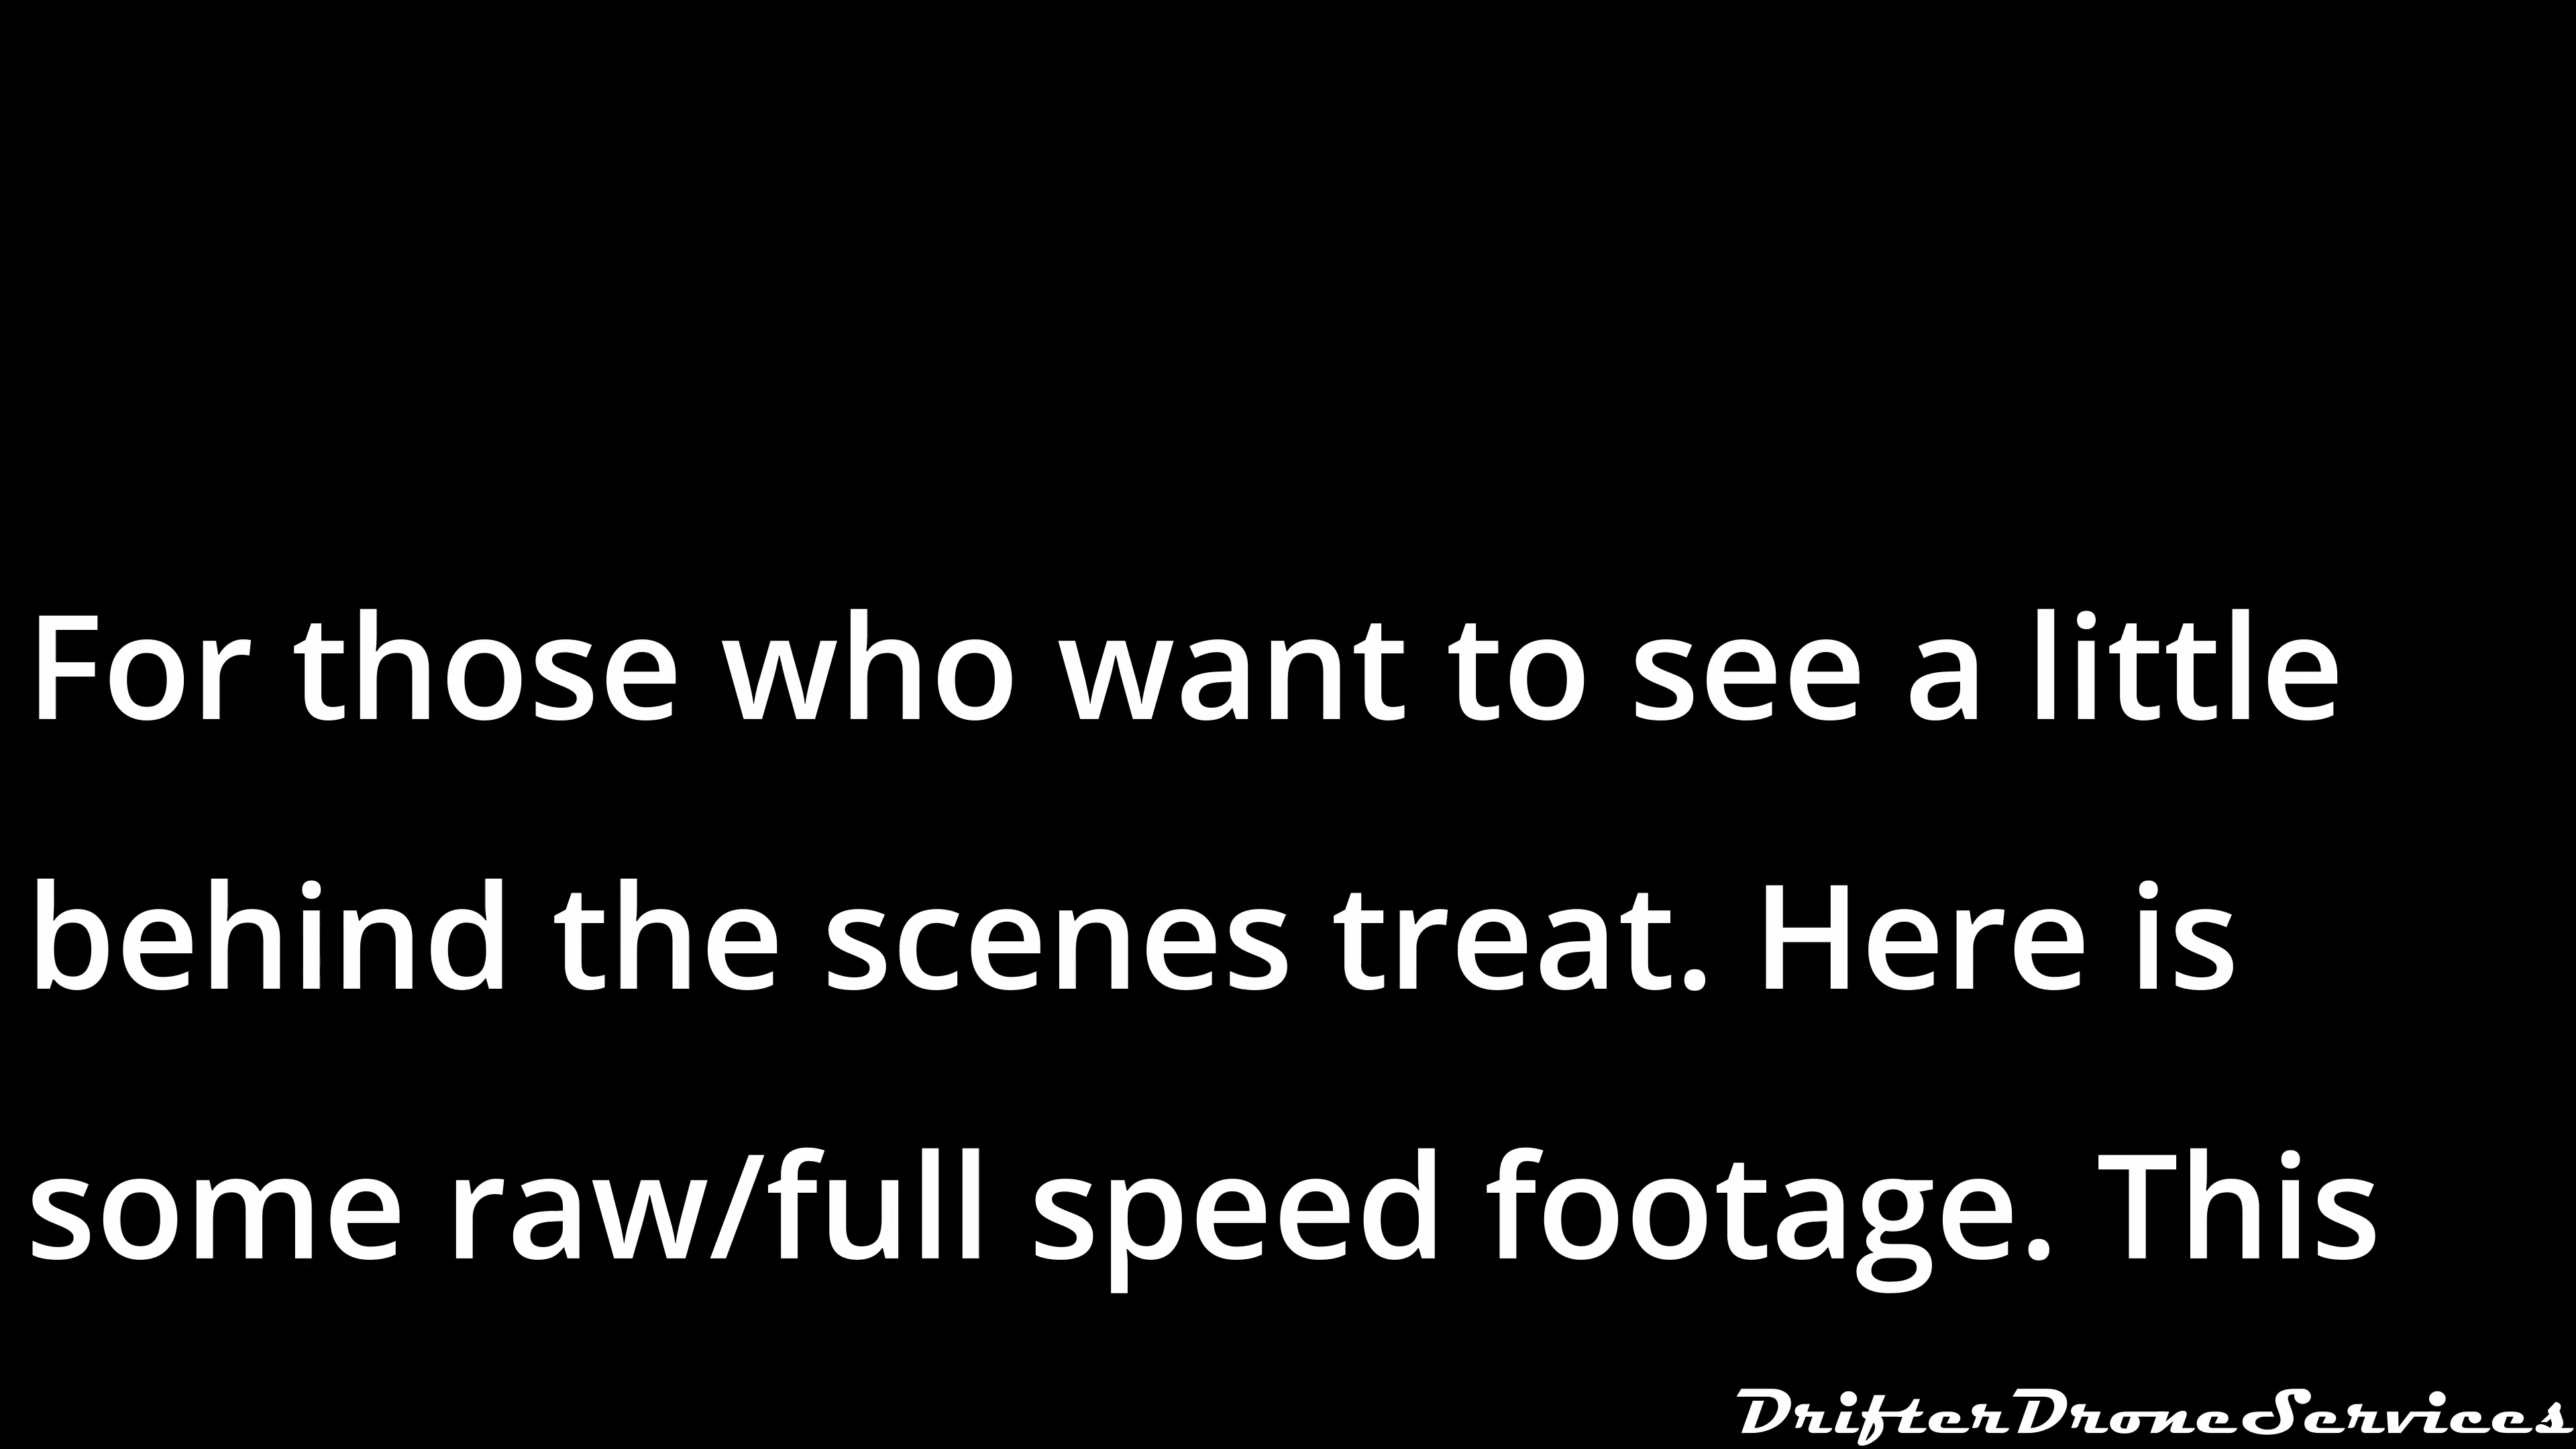 For those who want to see a little
behind the scenes treat. Here is
some raw/full speed footage. This
DrifterDroneServices